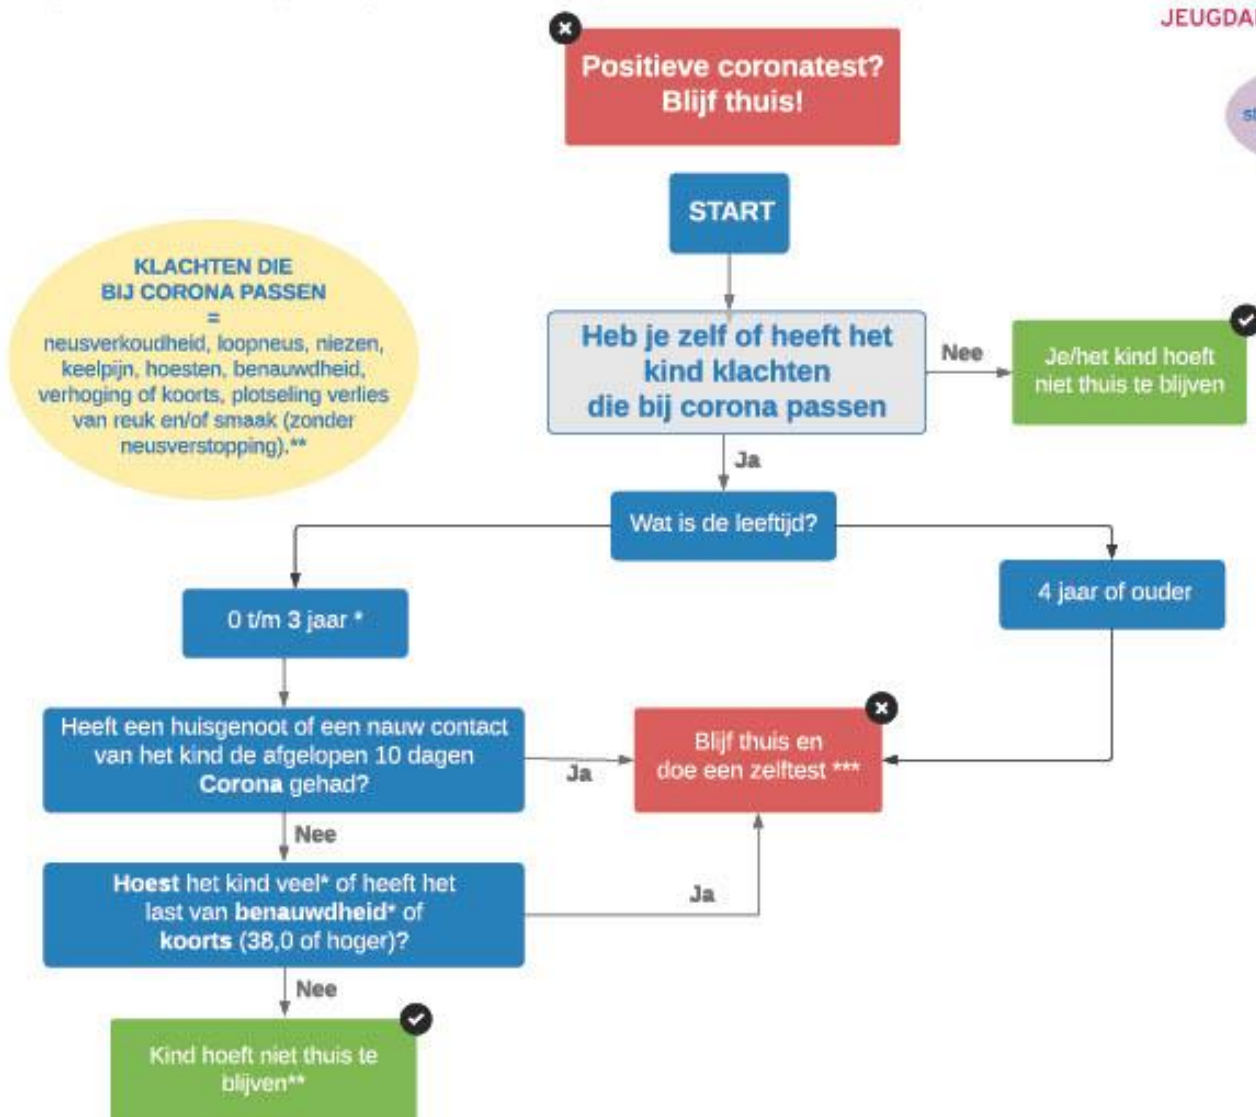 Positieve coronatest?
Blijf thuis!
START
KLACHTEN DIE
BIJ CORONA PASSEN
=
neusverkoudheid, loopneus, niezen,
keelpijn, hoesten, benauwdheid,
verhoging of koorts, plotseling verlies
van reuk en/of smaak (zonder
neusverstopping).**
Heb je zelf of heeft het
kind klachten
die bij corona passen
Nee
Je/het kind hoeft
niet thuis te blijven
Ja
Wat is de leeftijd?
0 t/m 3 jaar *
4 jaar of ouder
Heeft een huisgenoot of een nauw contact
van het kind de afgelopen 10 dagen
Corona gehad?
Ja
Blijf thuis en
doe een zelftest ***
Nee
Hoest het kind veel* of heeft het
last van benauwdheid* of
koorts (38,0 of hoger)?
Ja
Nee
Kind hoeft niet thuis te
blijven**